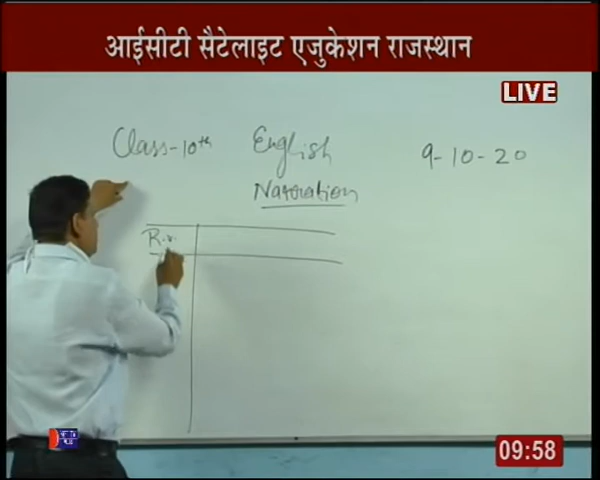 आईसीटी सैटेलाइट एजुकेशन राजस्थान
LIVE
Class-10th English 9-10-20
Narration
R.v.
09:58